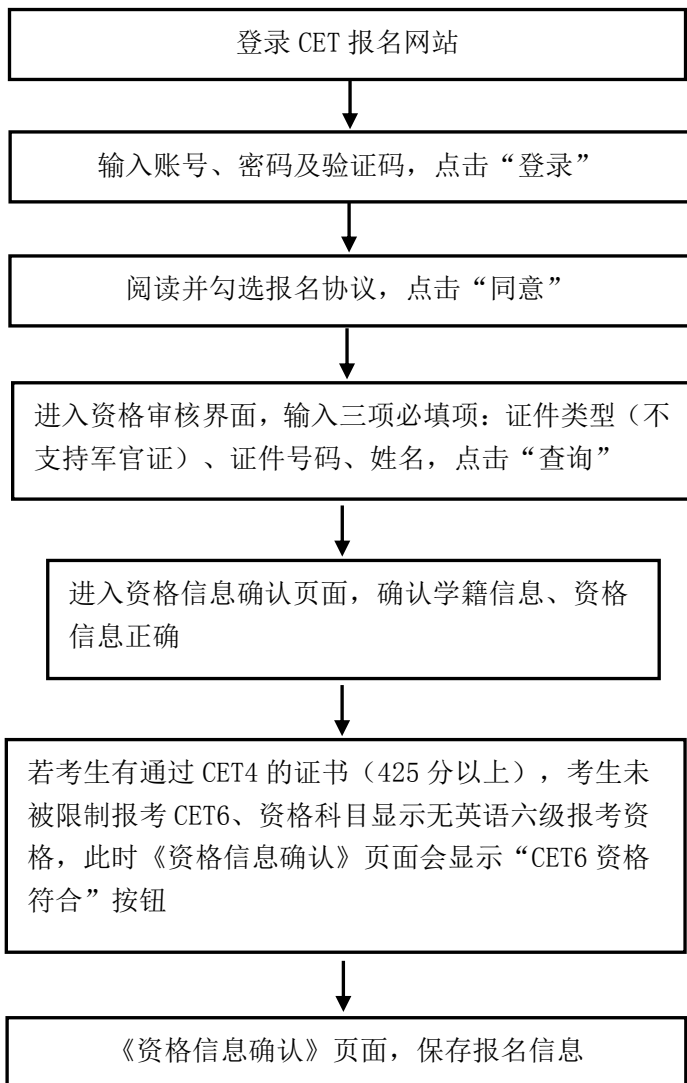 登录 CET 报名网站
输入账号、密码及验证码，点击“登录”
阅读并勾选报名协议，点击“同意”
进入资格审核界面，输入三项必填项：证件类型（不
支持军官证）、证件号码、姓名，点击“查询”
进入资格信息确认页面，确认学籍信息、资格
信息正确
若考生有通过 CET4 的证书（425 分以上），考生未
被限制报考 CET6、资格科目显示无英语六级报考资
格，此时《资格信息确认》页面会显示“CET6 资格
符合”按钮
《资格信息确认》页面，保存报名信息